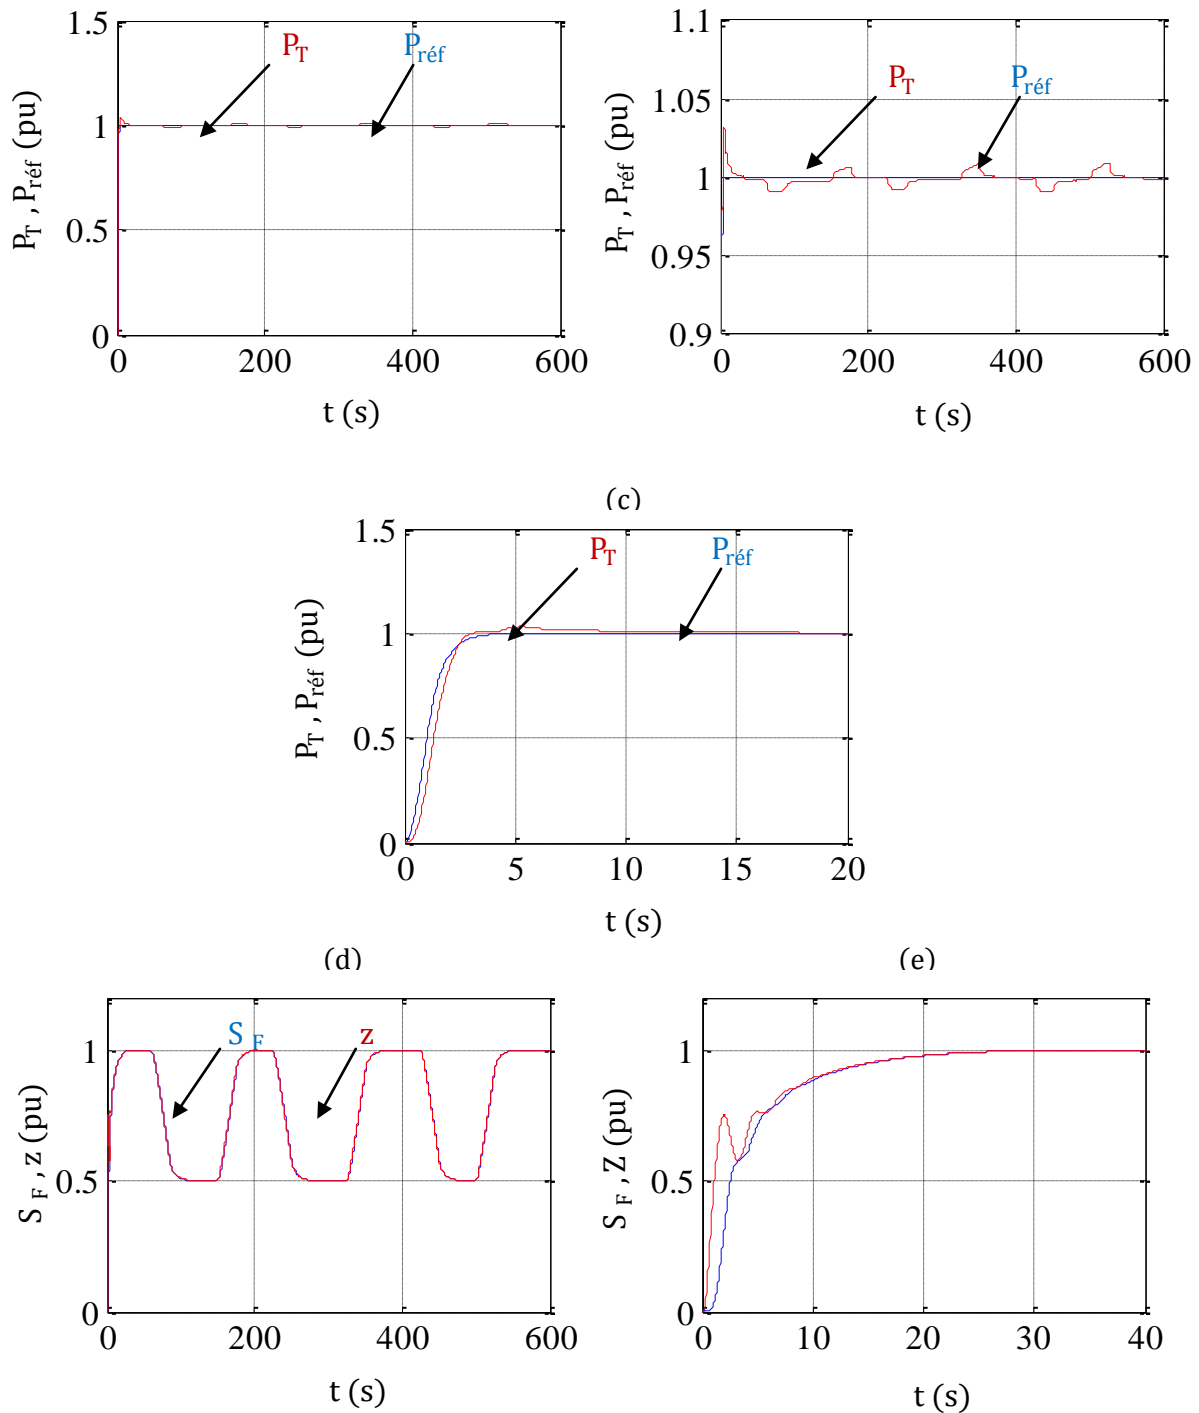 1.5
P_T
P_réf
1
0.5
0
P_T , P_réf (pu)
0 200 400 600
t (s)
1.1
P_T
P_réf
1.05
1
0.95
0.9
P_T , P_réf (pu)
0 200 400 600
t (s)
(c)
1.5
P_T
P_réf
1
0.5
0
P_T , P_réf (pu)
0 5 10 15 20
t (s)
(d)
(e)
S_F
z
1
0.5
0
S_F , z (pu)
0 200 400 600
t (s)
1
0.5
0
S_F , Z (pu)
0 10 20 30 40
t (s)